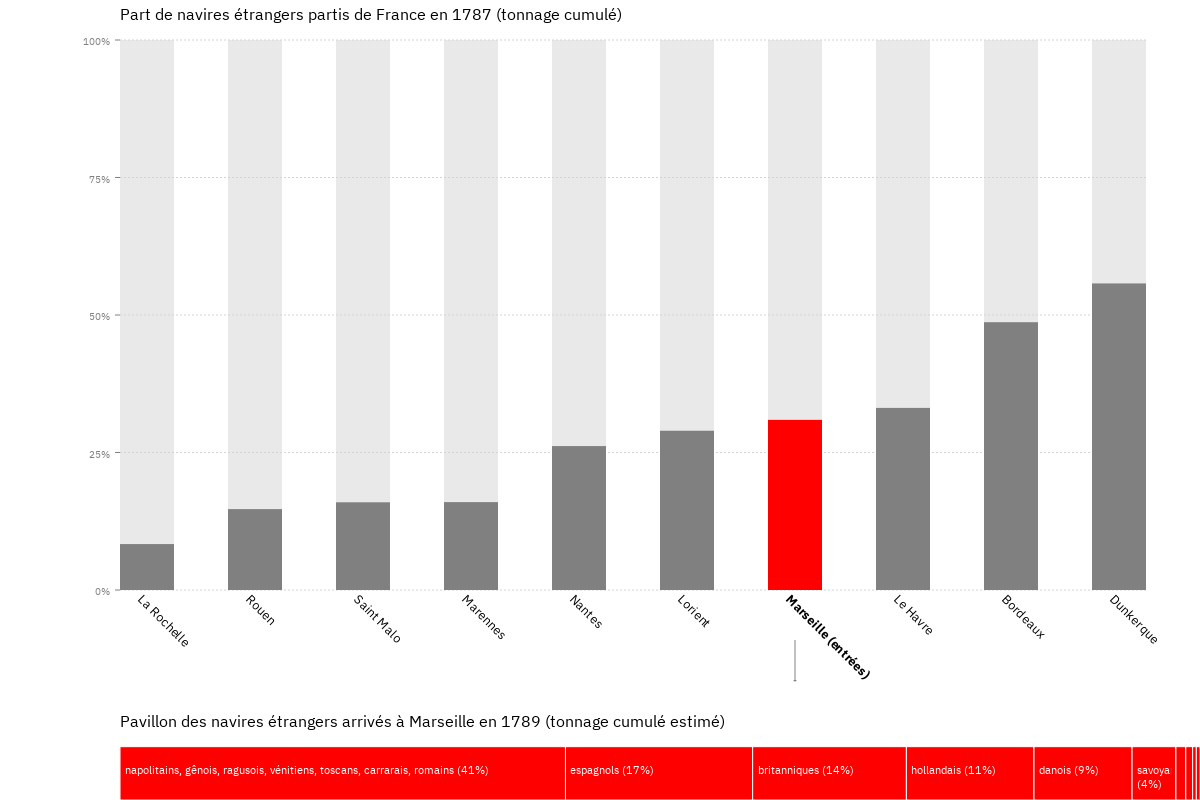 Part de navires étrangers partis de France en 1787 (tonnage cumulé)
100%
75%
50%
25%
0%
La Rochelle
Rouen
Saint Malo
Marennes
Nantes
Lorient
Marseille (entrées)
Le Havre
Bordeaux
Dunkerque
Pavillon des navires étrangers arrivés à Marseille en 1789 (tonnage cumulé estimé)
napolitains, gênois, ragusois, vénitiens, toscans, carrarais, romains (41%)
espagnols (17%)
britanniques (14%)
hollandais (11%)
danois (9%)
savoya
(4%)